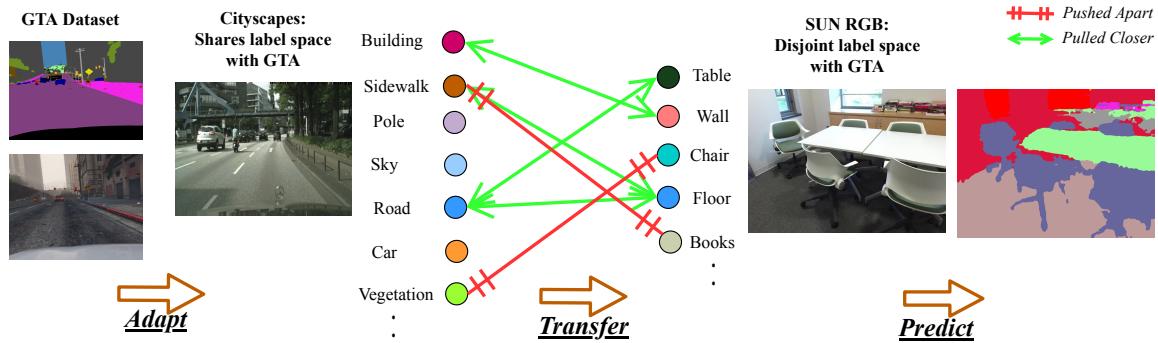 GTA Dataset
Cityscapes:
Shares label space
with GTA
Building
Sidewalk
Pole
Sky
Road
Car
Vegetation
Table
Wall
Chair
Floor
Books
SUN RGB:
Disjoint label space
with GTA
Pushed Apart
Pulled Closer
Adapt
Transfer
Predict